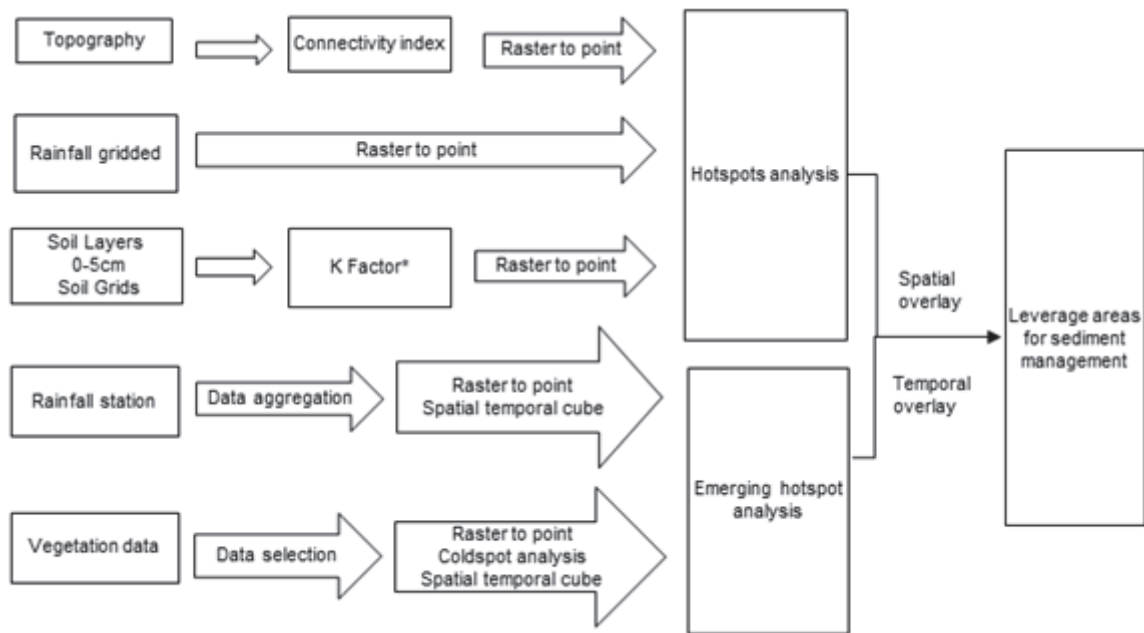 Topography
Connectivity index
Raster to point
Rainfall gridded
Raster to point
Hotspots analysis
Soil Layers
0-5cm
Soil Grids
K Factor*
Raster to point
Spatial
overlay
Leverage areas
for sediment
management
Rainfall station
Data aggregation
Raster to point
Spatial temporal cube
Temporal
overlay
Emerging hotspot
analysis
Vegetation data
Data selection
Raster to point
Coldspot analysis
Spatial temporal cube